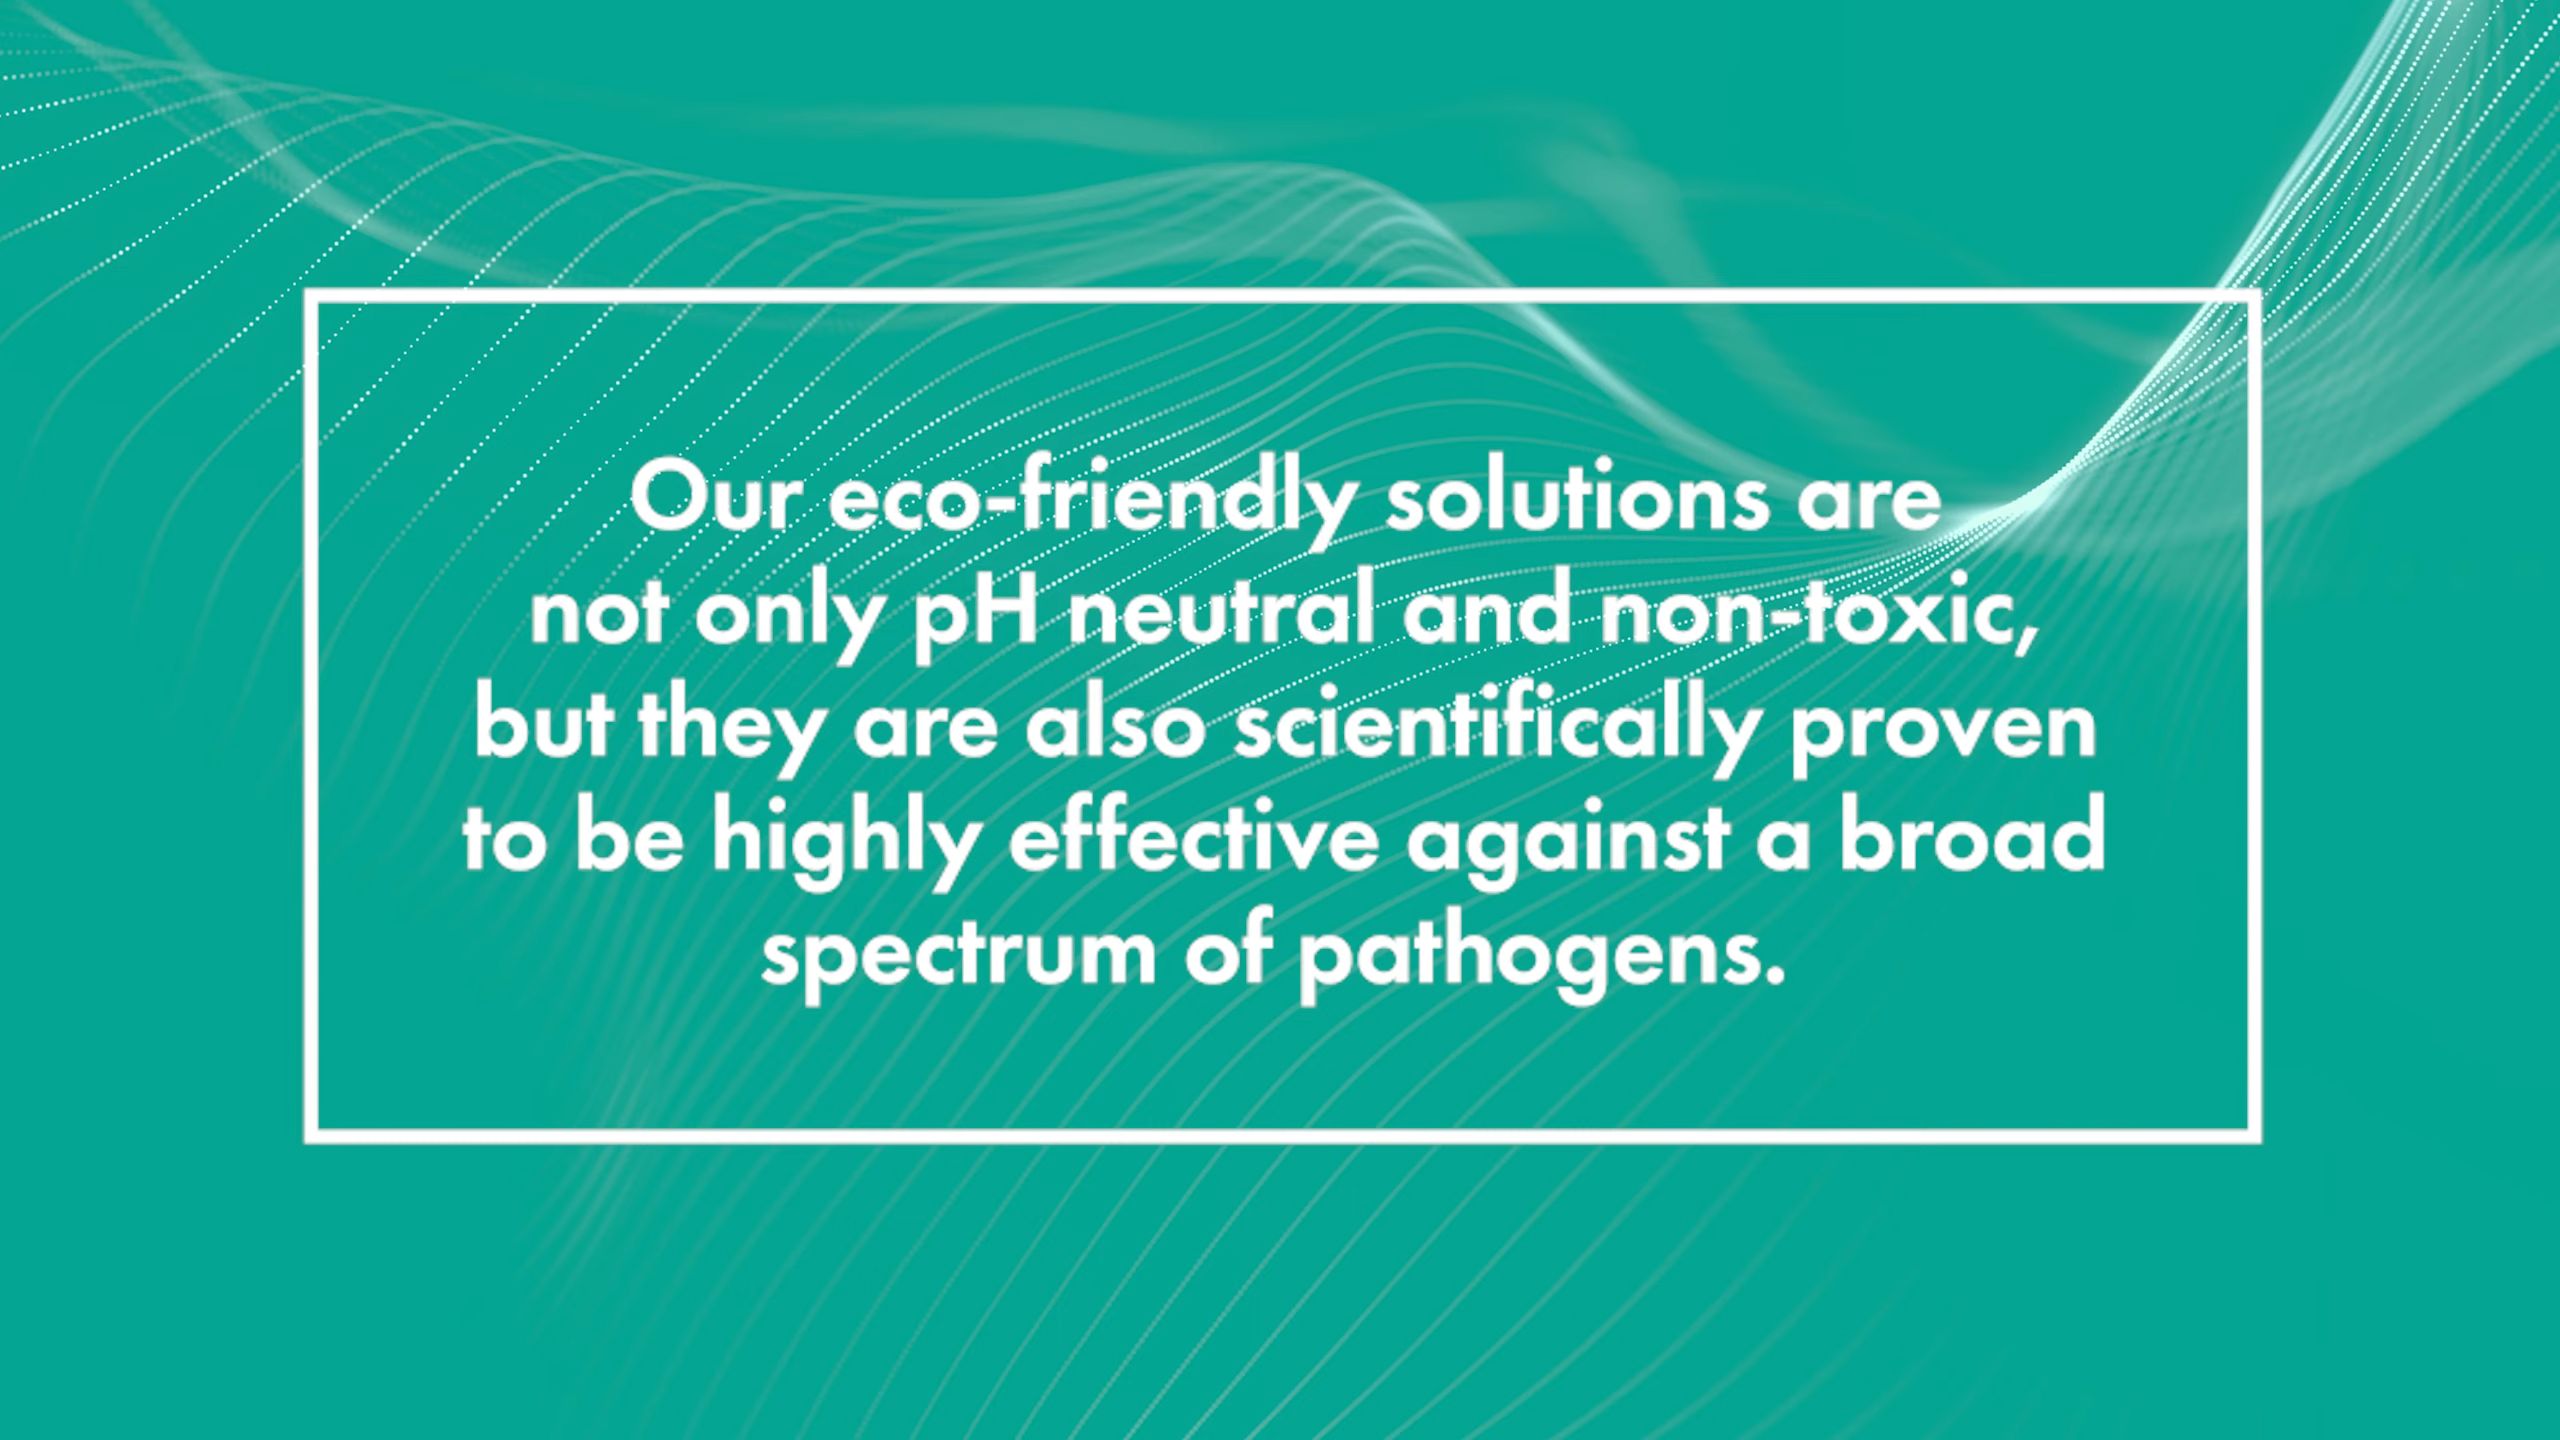 Our eco-friendly solutions are
not only pH neutral and non-toxic,
but they are also scientifically proven
to be highly effective against a broad
spectrum of pathogens.